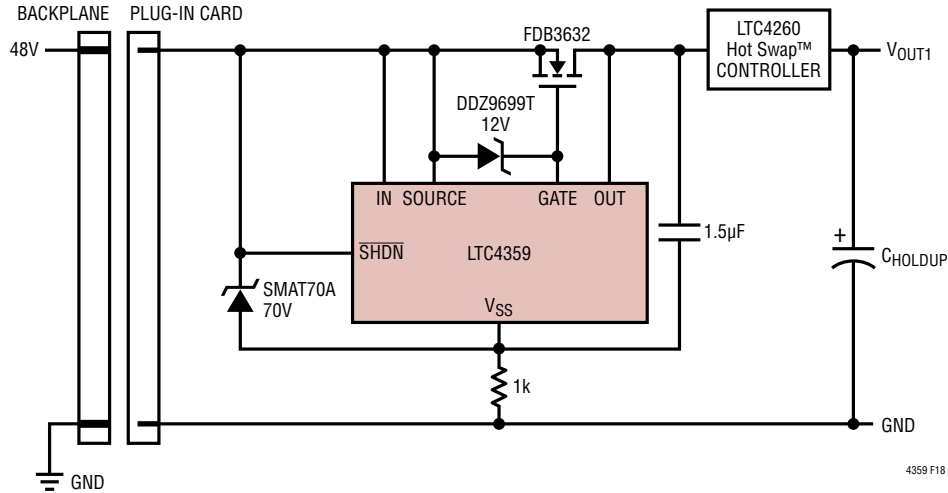 BACKPLANE
PLUG-IN CARD
48V
FDB3632
LTC4260
Hot Swap™
CONTROLLER
VOUT1
DDZ9699T
12V
IN
SOURCE
GATE
OUT
SHDN
LTC4359
1.5µF
+
CHOLDUP
SMAT70A
70V
VSS
1k
GND
GND
4359 F18